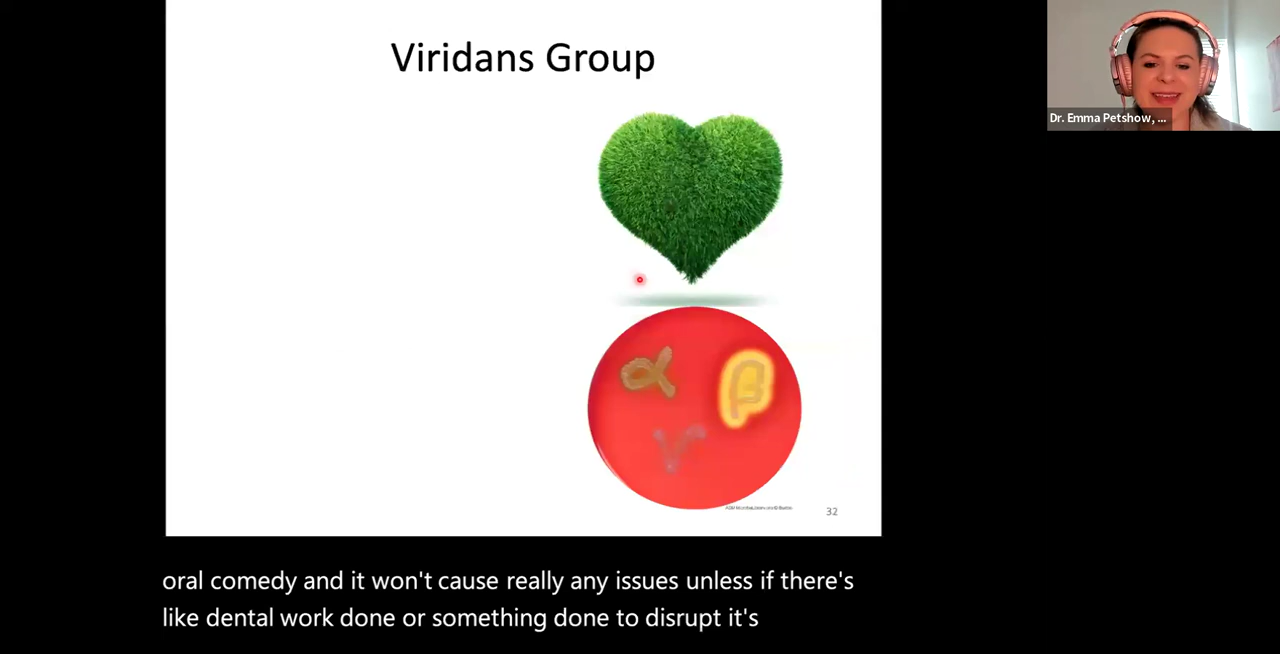 Viridans Group
Dr. Emma Petshow, ...
α
β
γ
32
oral comedy and it won't cause really any issues unless if there's
like dental work done or something done to disrupt it's